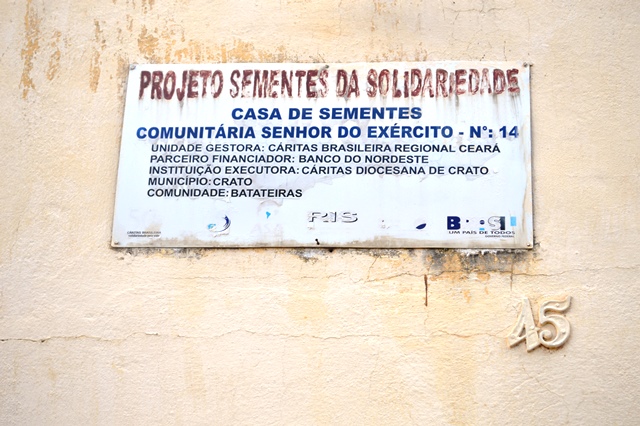 PROJETO SEMENTES DA SOLIDARIEDADE
CASA DE SEMENTES
COMUNITÁRIA SENHOR DO EXÉRCITO - N°: 14
UNIDADE GESTORA: CÁRITAS BRASILEIRA REGIONAL CEARÁ
PARCEIRO FINANCIADOR: BANCO DO NORDESTE
INSTITUIÇÃO EXECUTORA: CÁRITAS DIOCESANA DE CRATO
MUNICÍPIO: CRATO
COMUNIDADE: BATATEIRAS
UM PAÍS DE TODOS
GOVERNO FEDERAL
45